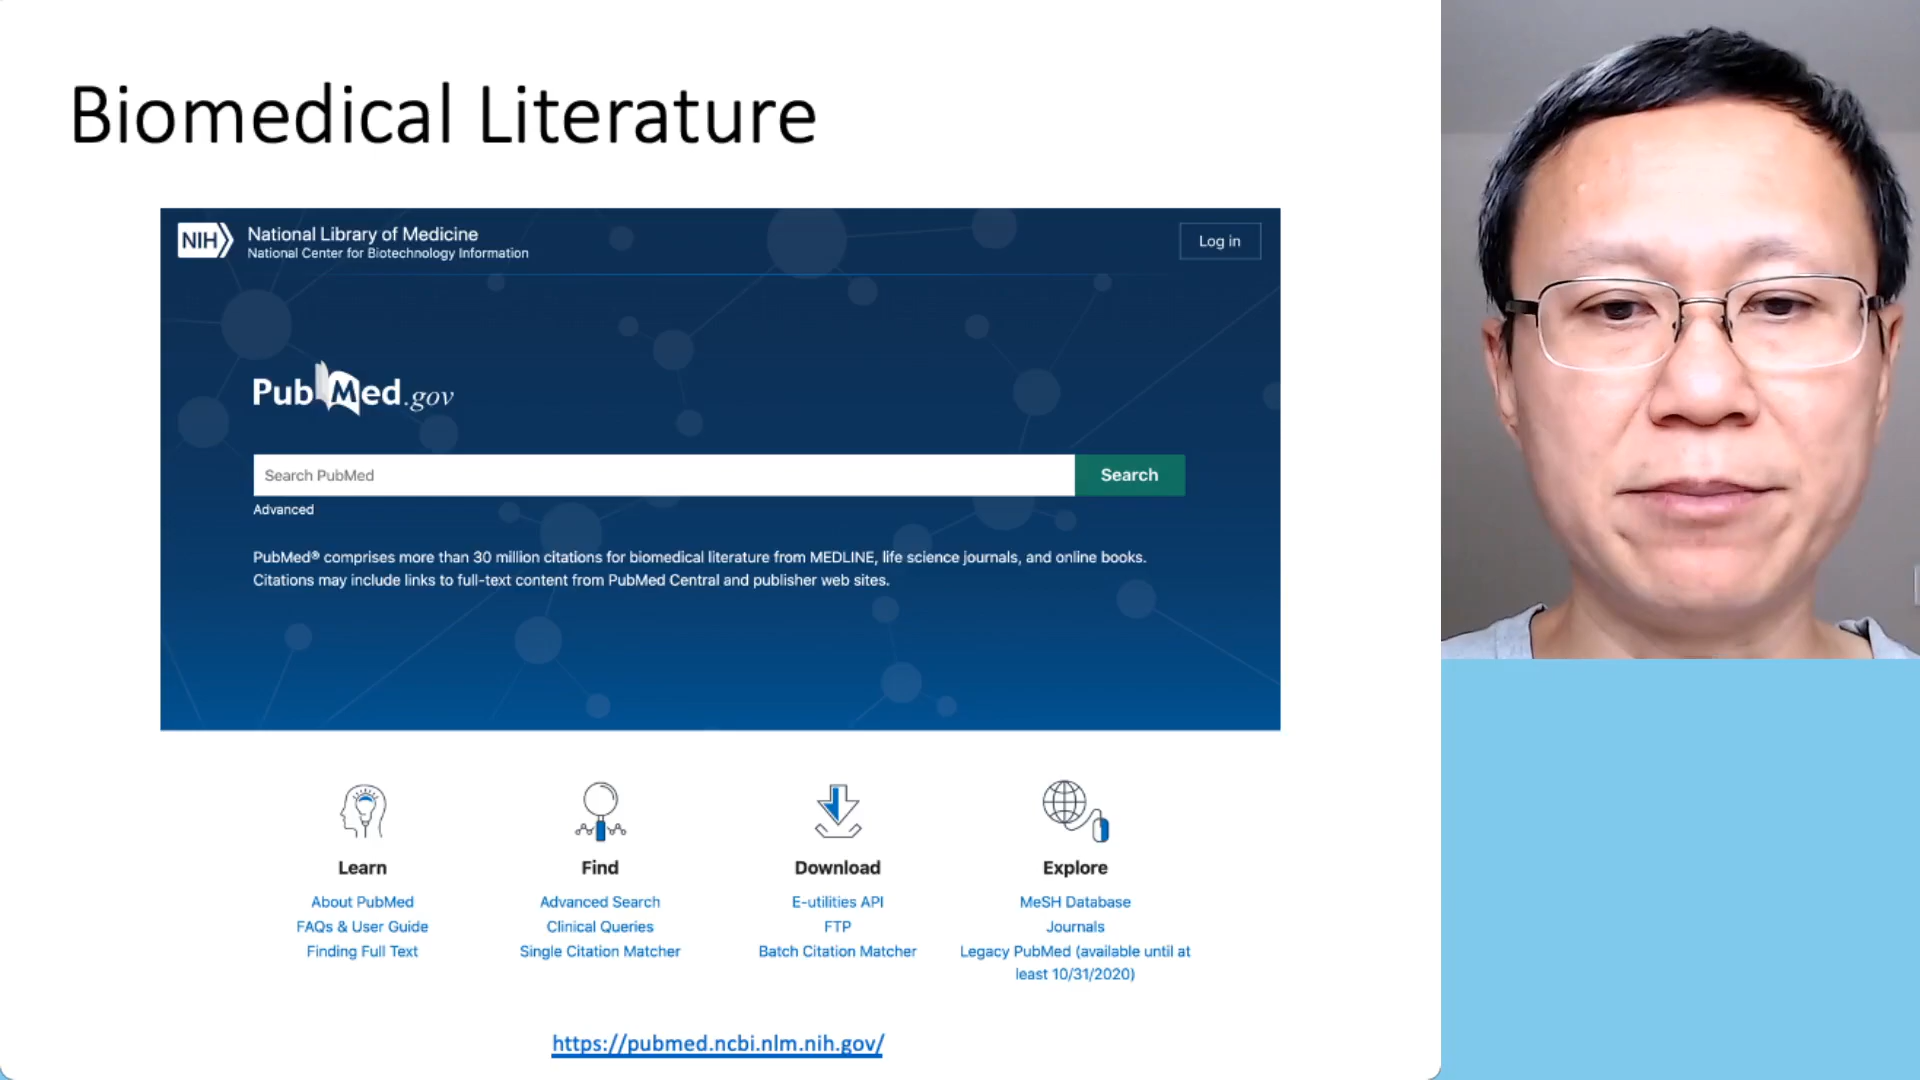 Biomedical Literature
NIH
National Library of Medicine
National Center for Biotechnology Information
Log in
PubMed.gov
Search PubMed
Search
Advanced
PubMed® comprises more than 30 million citations for biomedical literature from MEDLINE, life science journals, and online books.
Citations may include links to full-text content from PubMed Central and publisher web sites.
Learn
About PubMed
FAQs & User Guide
Finding Full Text
Find
Advanced Search
Clinical Queries
Single Citation Matcher
Download
E-utilities API
FTP
Batch Citation Matcher
Explore
MeSH Database
Journals
Legacy PubMed (available until at
least 10/31/2020)
https://pubmed.ncbi.nlm.nih.gov/